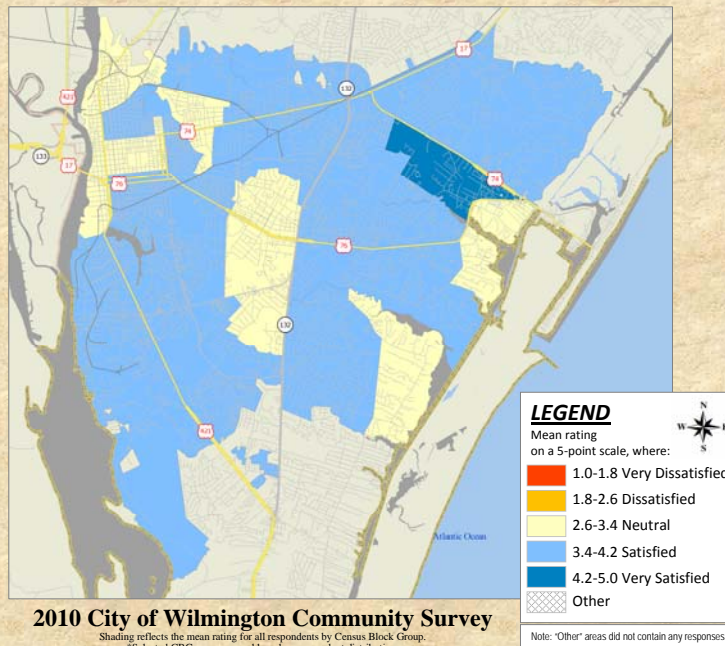 17
132
421
74
133
17
76
74
76
132
421
Atlantic Ocean
LEGEND
N
W
S
Mean rating
on a 5-point scale, where:
1.0-1.8 Very Dissatisfied
1.8-2.6 Dissatisfied
2.6-3.4 Neutral
3.4-4.2 Satisfied
4.2-5.0 Very Satisfied
Other
2010 City of Wilmington Community Survey
Shading reflects the mean rating for all respondents by Census Block Group.
Note: "Other" areas did not contain any responses